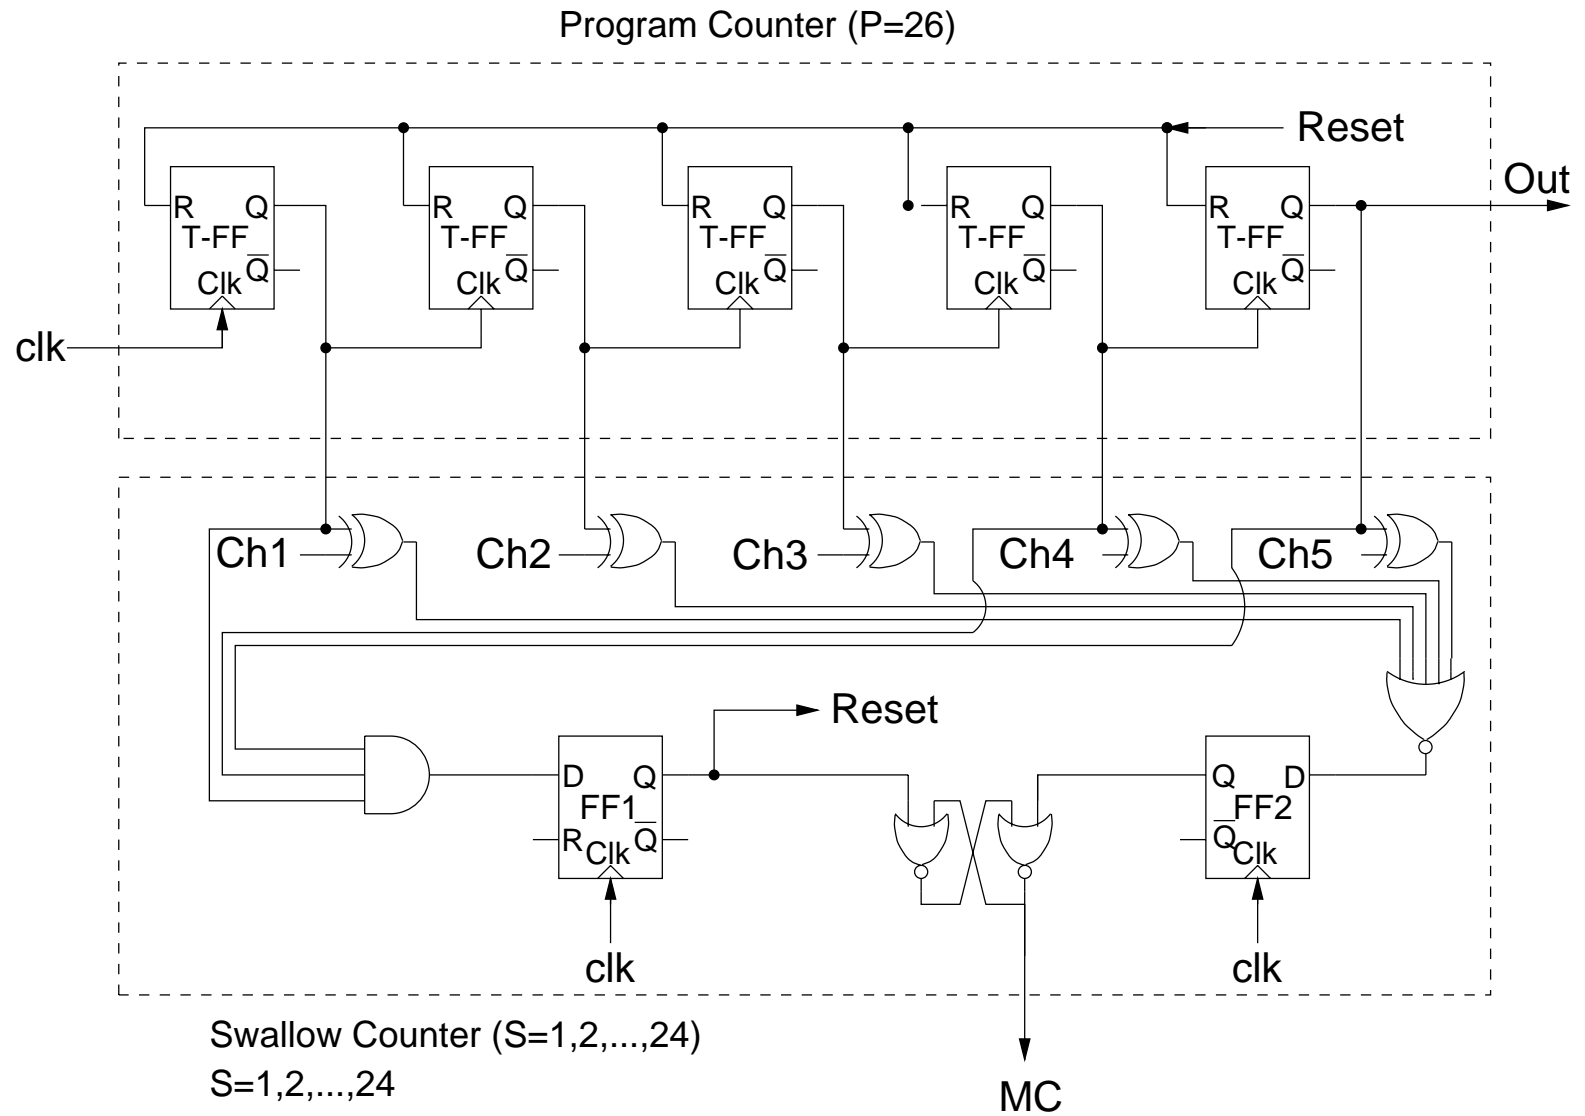 Program Counter (P=26)
Reset
Out
R Q R Q R Q R Q R Q
T-FF T-FF T-FF T-FF T-FF
Q Q Q Q Q
Clk Clk Clk Clk Clk
clk
Ch1 Ch2 Ch3 Ch4 Ch5
Reset
D Q Q D
FF1 FF2
R Clk Q Q Clk
clk clk
Swallow Counter (S=1,2,...,24)
S=1,2,...,24
MC